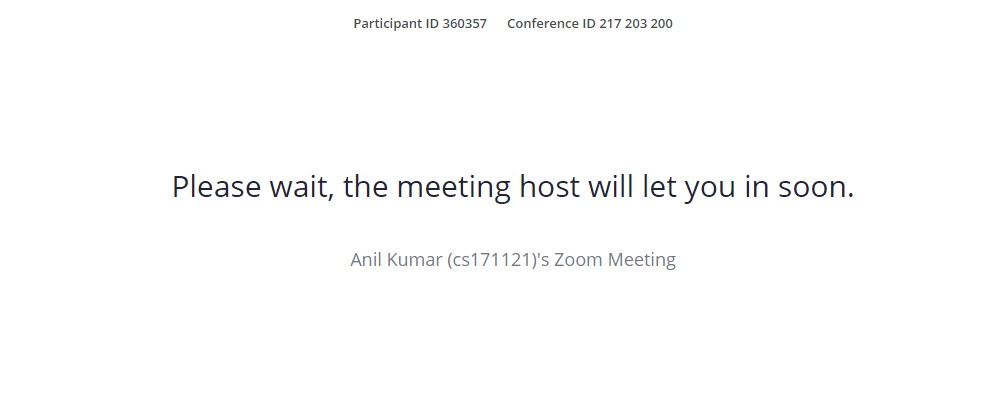 Participant ID 360357 Conference ID 217 203 200
Please wait, the meeting host will let you in soon.
Anil Kumar (cs171121)'s Zoom Meeting